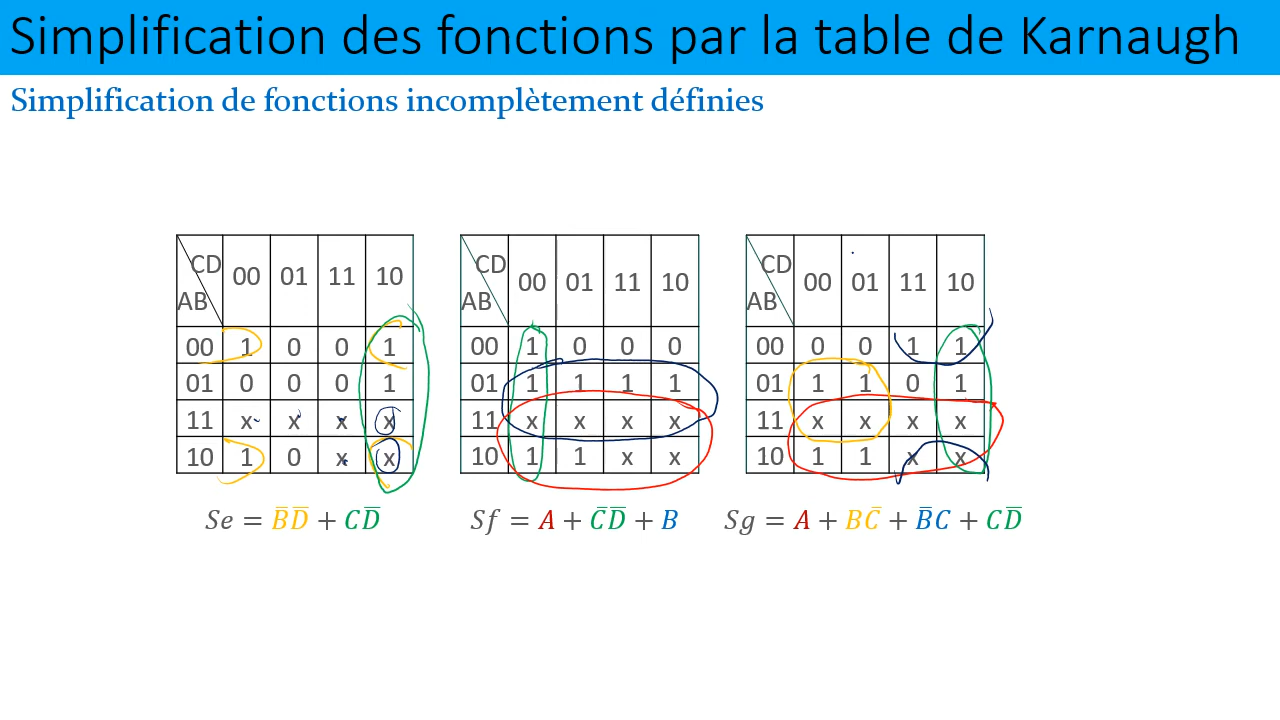 Simplification des fonctions par la table de Karnaugh
Simplification de fonctions incomplètement définies
CD AB 00 01 11 10
00 1 0 0 1
01 0 0 0 1
11 x x x x
10 1 0 x x
Se = B̅D̅ + CD̅
CD AB 00 01 11 10
00 1 0 0 0
01 1 1 1 1
11 x x x x
10 1 1 x x
Sf = A + C̅D̅ + B
CD AB 00 01 11 10
00 0 0 1 1
01 1 1 0 1
11 x x x x
10 1 1 x x
Sg = A + BC̅ + B̅C + CD̅